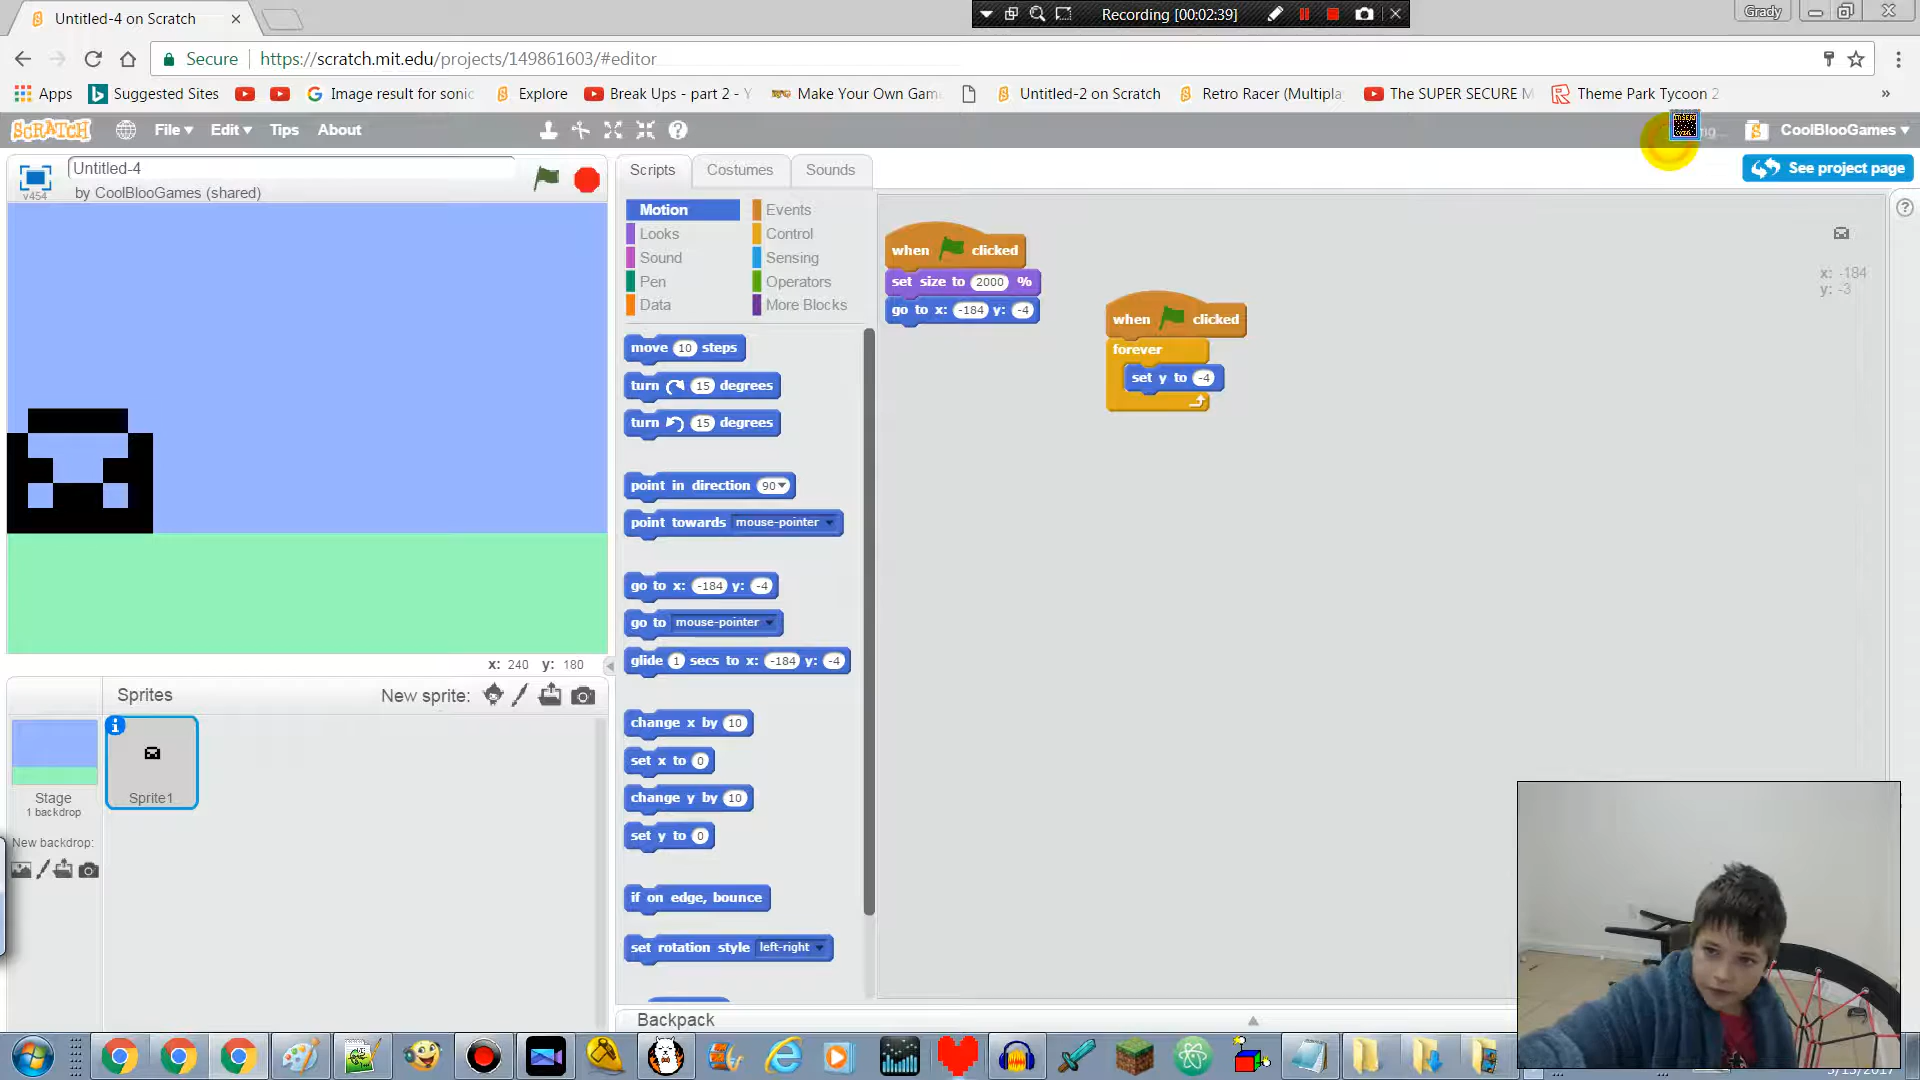 Untitled-4 on Scratch
Recording [00:02:39]
Grady
Secure https://scratch.mit.edu/projects/149861603/#editor
Apps Suggested Sites Image result for sonic Explore Break Ups - part 2 - Y Make Your Own Gam Untitled-2 on Scratch Retro Racer (Multipla The SUPER SECURE M Theme Park Tycoon 2 »
SCRATCH File Edit Tips About CoolBlooGames
Untitled-4
v454 by CoolBlooGames (shared)
Scripts Costumes Sounds
See project page
Motion Events
Looks Control
Sound Sensing
Pen Operators
Data More Blocks
move 10 steps
turn 15 degrees
turn 15 degrees
point in direction 90
point towards mouse-pointer
go to x: -184 y: -4
go to mouse-pointer
glide 1 secs to x: -184 y: -4
change x by 10
set x to 0
change y by 10
set y to 0
if on edge, bounce
set rotation style left-right
when clicked
set size to 2000 %
go to x: -184 y: -4
when clicked
forever
set y to -4
x: -184
y: -3
x: 240 y: 180
Sprites New sprite:
Stage
1 backdrop
New backdrop:
Sprite1
Backpack